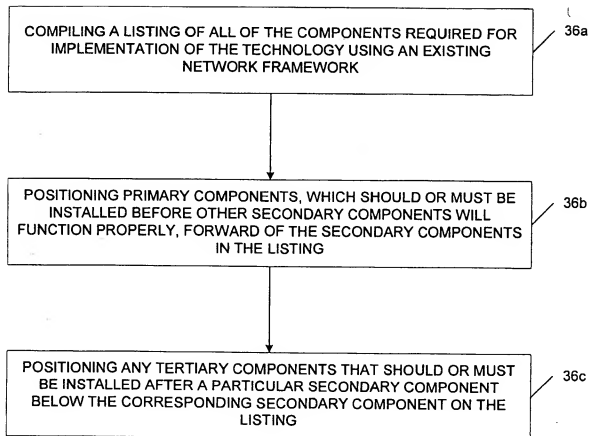 COMPILING A LISTING OF ALL OF THE COMPONENTS REQUIRED FOR
IMPLEMENTATION OF THE TECHNOLOGY USING AN EXISTING
NETWORK FRAMEWORK
36a
POSITIONING PRIMARY COMPONENTS, WHICH SHOULD OR MUST BE
INSTALLED BEFORE OTHER SECONDARY COMPONENTS WILL
FUNCTION PROPERLY, FORWARD OF THE SECONDARY COMPONENTS
IN THE LISTING
36b
POSITIONING ANY TERTIARY COMPONENTS THAT SHOULD OR MUST
BE INSTALLED AFTER A PARTICULAR SECONDARY COMPONENT
BELOW THE CORRESPONDING SECONDARY COMPONENT ON THE
LISTING
36c